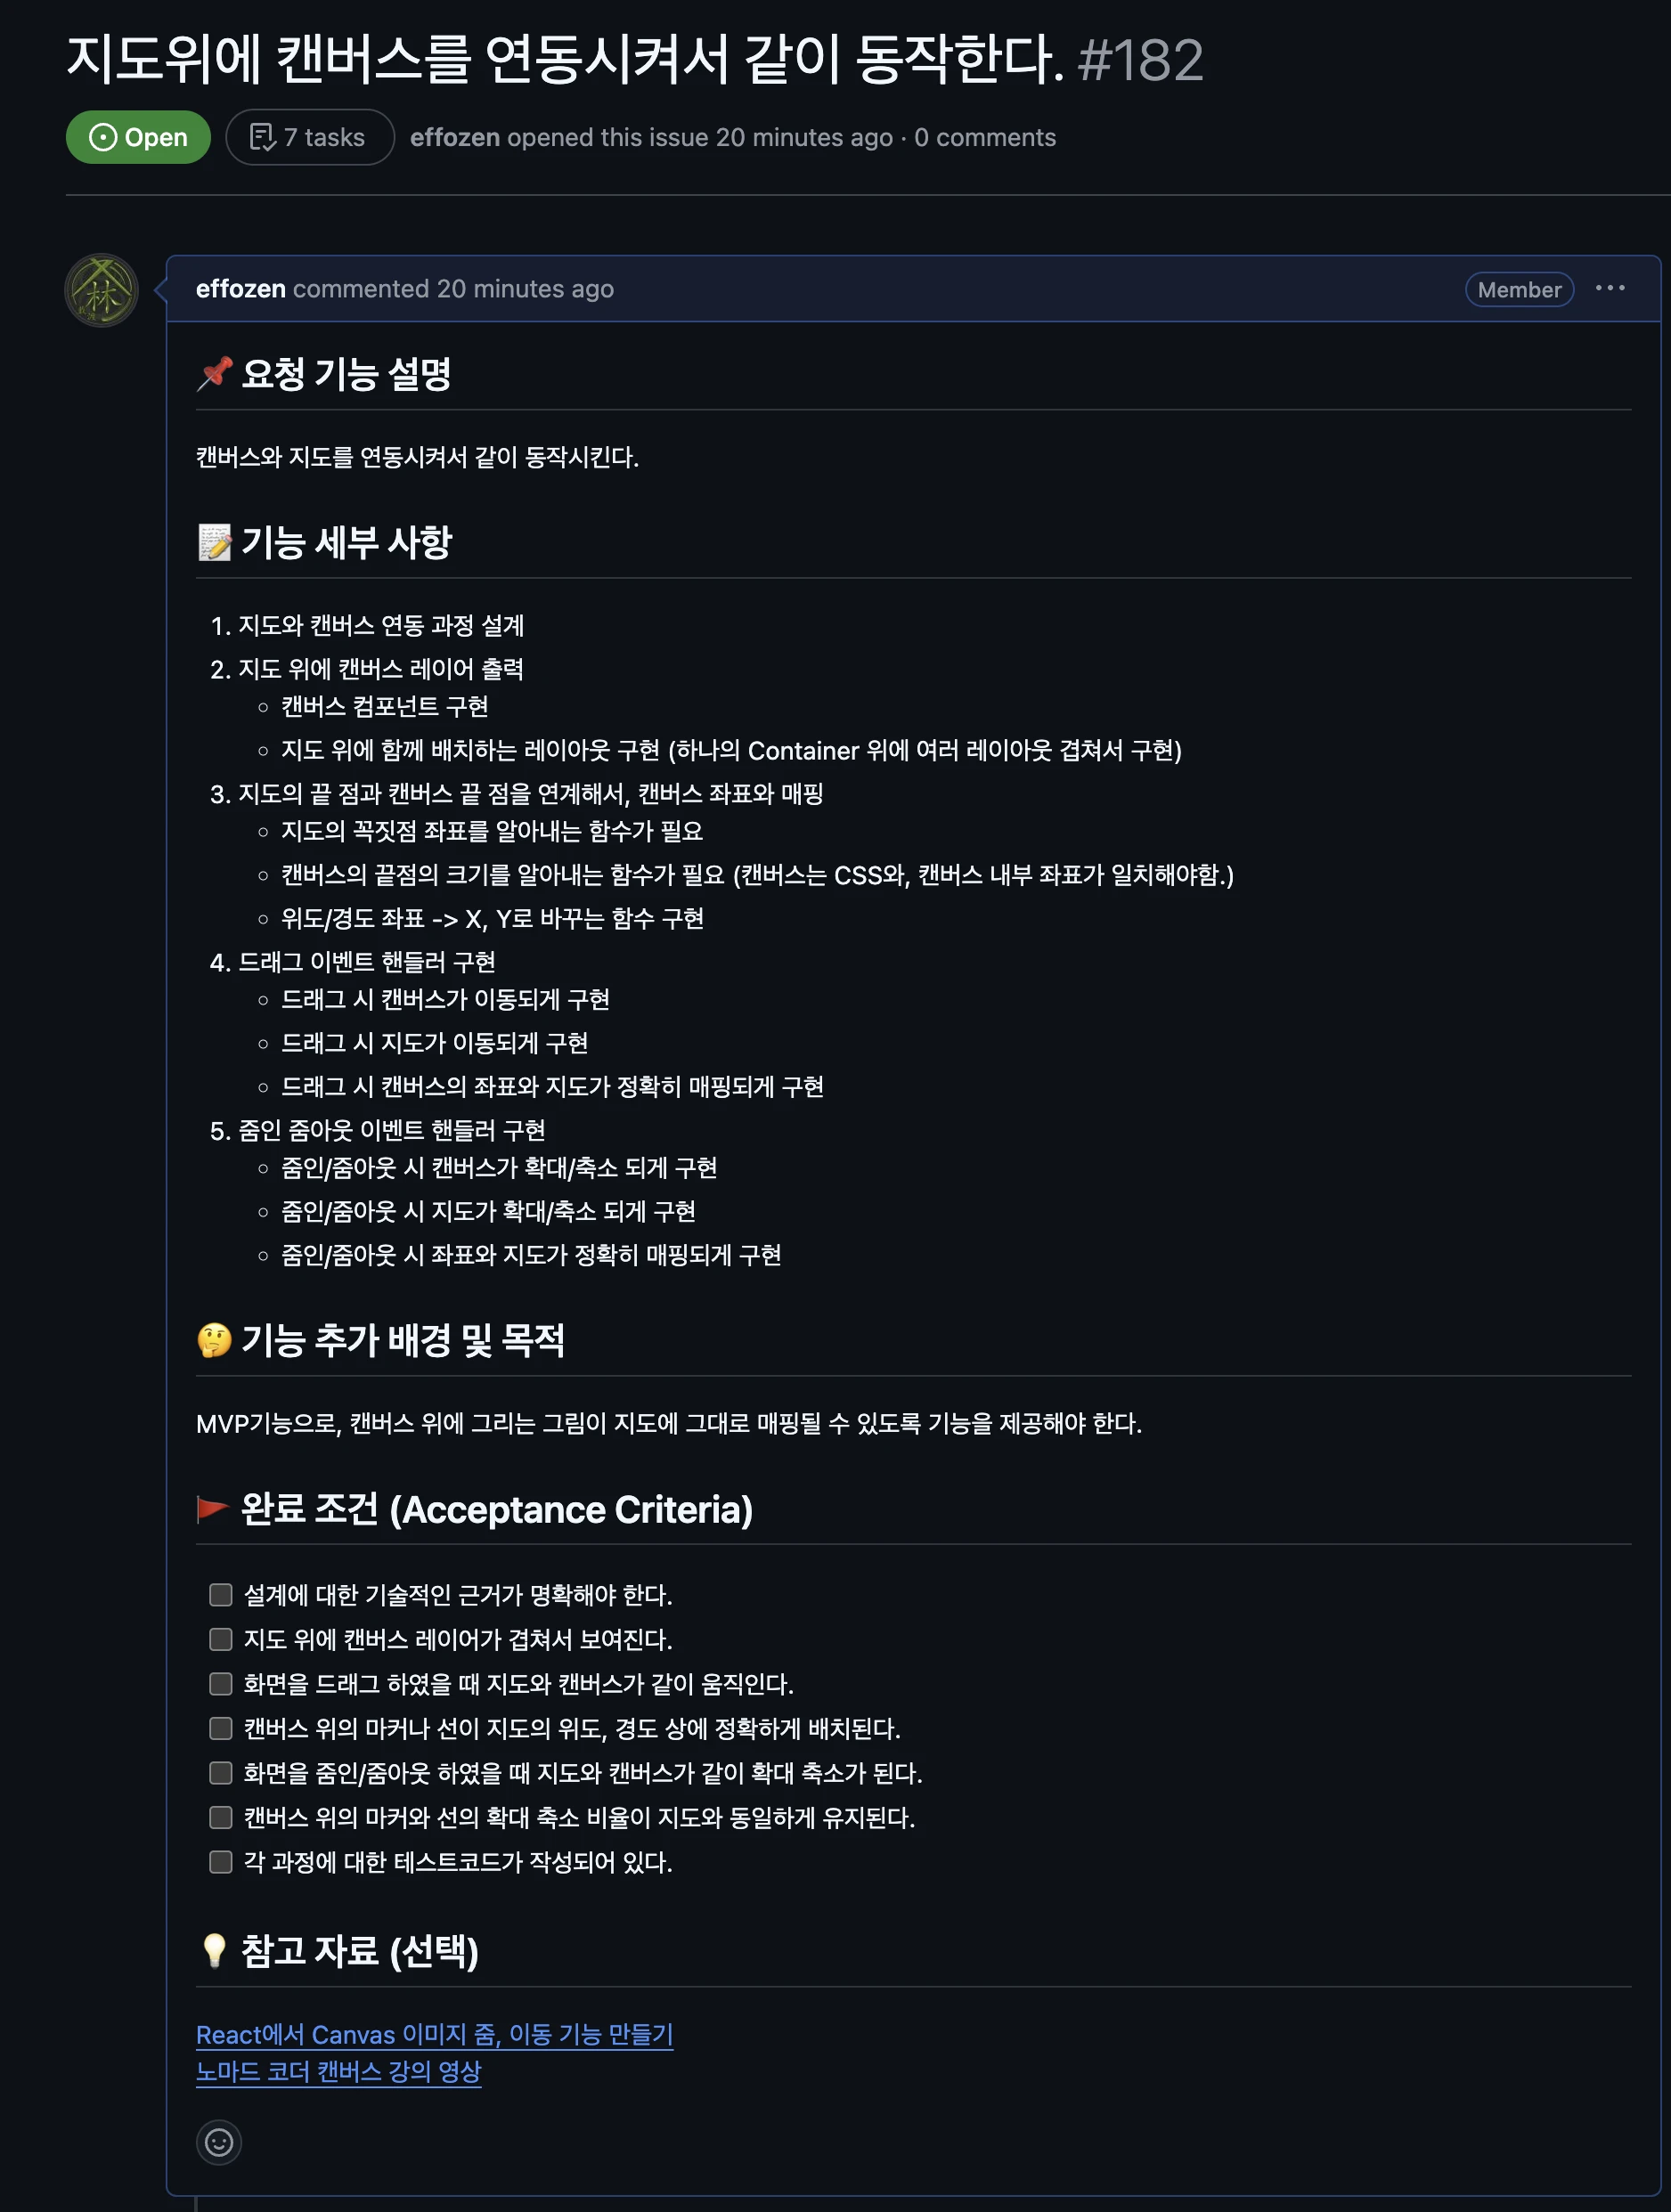 지도위에 캔버스를 연동시켜서 같이 동작한다. #182
Open 7 tasks effozen opened this issue 20 minutes ago · 0 comments
effozen commented 20 minutes ago Member ···
📌 요청 기능 설명
캔버스와 지도를 연동시켜서 같이 동작시킨다.
📝 기능 세부 사항
1. 지도와 캔버스 연동 과정 설계
2. 지도 위에 캔버스 레이어 출력
◦ 캔버스 컴포넌트 구현
◦ 지도 위에 함께 배치하는 레이아웃 구현 (하나의 Container 위에 여러 레이아웃 겹쳐서 구현)
3. 지도의 끝 점과 캔버스 끝 점을 연계해서, 캔버스 좌표와 매핑
◦ 지도의 꼭짓점 좌표를 알아내는 함수가 필요
◦ 캔버스의 끝점의 크기를 알아내는 함수가 필요 (캔버스는 CSS와, 캔버스 내부 좌표가 일치해야함.)
◦ 위도/경도 좌표 -> X, Y로 바꾸는 함수 구현
4. 드래그 이벤트 핸들러 구현
◦ 드래그 시 캔버스가 이동되게 구현
◦ 드래그 시 지도가 이동되게 구현
◦ 드래그 시 캔버스의 좌표와 지도가 정확히 매핑되게 구현
5. 줌인 줌아웃 이벤트 핸들러 구현
◦ 줌인/줌아웃 시 캔버스가 확대/축소 되게 구현
◦ 줌인/줌아웃 시 지도가 확대/축소 되게 구현
◦ 줌인/줌아웃 시 좌표와 지도가 정확히 매핑되게 구현
🤔 기능 추가 배경 및 목적
MVP기능으로, 캔버스 위에 그리는 그림이 지도에 그대로 매핑될 수 있도록 기능을 제공해야 한다.
🚩 완료 조건 (Acceptance Criteria)
설계에 대한 기술적인 근거가 명확해야 한다.
지도 위에 캔버스 레이어가 겹쳐서 보여진다.
화면을 드래그 하였을 때 지도와 캔버스가 같이 움직인다.
캔버스 위의 마커나 선이 지도의 위도, 경도 상에 정확하게 배치된다.
화면을 줌인/줌아웃 하였을 때 지도와 캔버스가 같이 확대 축소가 된다.
캔버스 위의 마커와 선의 확대 축소 비율이 지도와 동일하게 유지된다.
각 과정에 대한 테스트코드가 작성되어 있다.
💡 참고 자료 (선택)
React에서 Canvas 이미지 줌, 이동 기능 만들기
노마드 코더 캔버스 강의 영상